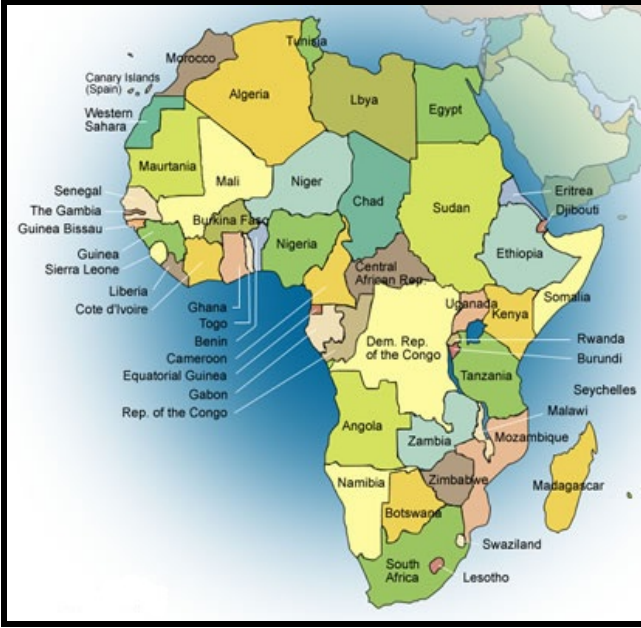 Tunisia
Morocco
Canary Islands
(Spain)
Algeria
Lbya
Egypt
Western
Sahara
Maurtania
Mali
Niger
Chad
Sudan
Eritrea
Djibouti
Senegal
The Gambia
Guinea Bissau
Burkina Faso
Nigeria
Ethiopia
Guinea
Sierra Leone
Central
African Rep.
Somalia
Liberia
Cote d'Ivoire
Ghana
Togo
Benin
Cameroon
Equatorial Guinea
Gabon
Rep. of the Congo
Uganada
Kenya
Dem. Rep.
of the Congo
Rwanda
Burundi
Tanzania
Seychelles
Malawi
Angola
Zambia
Mozambique
Namibia
Zimbabwe
Madagascar
Botswana
Swaziland
South
Africa
Lesotho